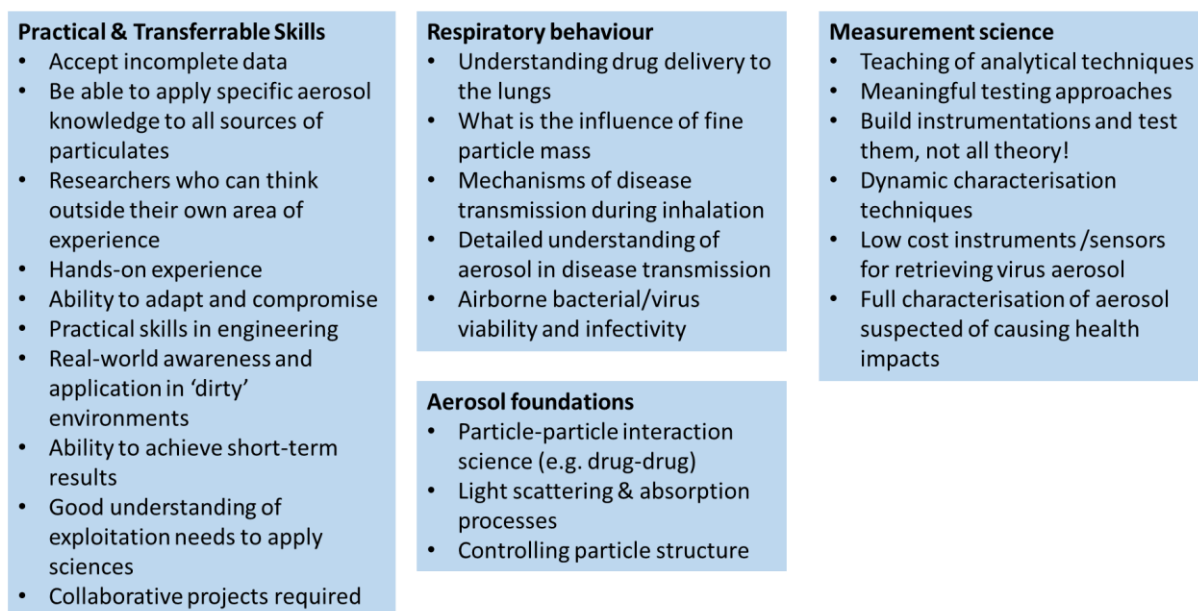 Practical & Transferrable Skills
• Accept incomplete data
• Be able to apply specific aerosol
knowledge to all sources of
particulates
• Researchers who can think
outside their own area of
experience
• Hands-on experience
• Ability to adapt and compromise
• Practical skills in engineering
• Real-world awareness and
application in ‘dirty’
environments
• Ability to achieve short-term
results
• Good understanding of
exploitation needs to apply
sciences
• Collaborative projects required
Respiratory behaviour
• Understanding drug delivery to
the lungs
• What is the influence of fine
particle mass
• Mechanisms of disease
transmission during inhalation
• Detailed understanding of
aerosol in disease transmission
• Airborne bacterial/virus
viability and infectivity
Aerosol foundations
• Particle-particle interaction
science (e.g. drug-drug)
• Light scattering & absorption
processes
• Controlling particle structure
Measurement science
• Teaching of analytical techniques
• Meaningful testing approaches
• Build instrumentations and test
them, not all theory!
• Dynamic characterisation
techniques
• Low cost instruments/sensors
for retrieving virus aerosol
• Full characterisation of aerosol
suspected of causing health
impacts